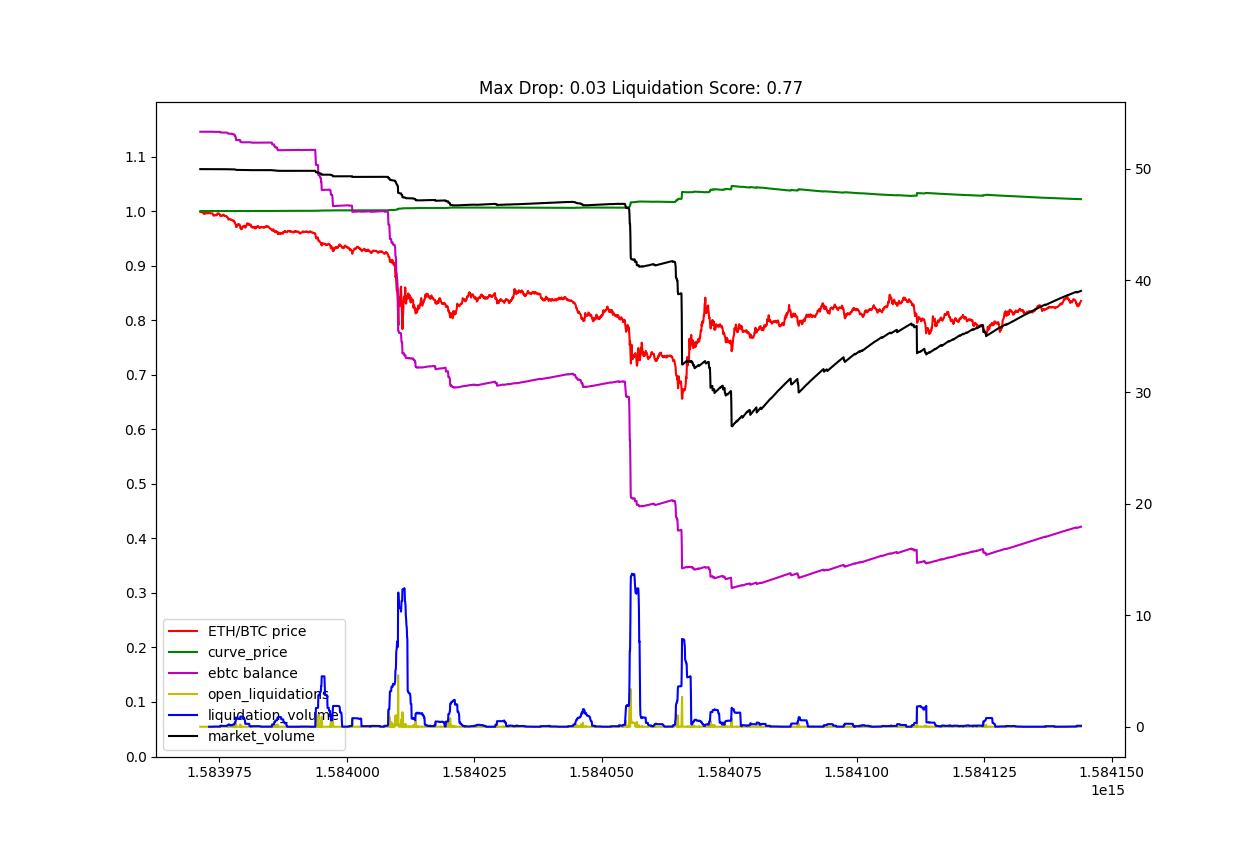 Max Drop: 0.03 Liquidation Score: 0.77
1.1
1.0
0.9
0.8
0.7
0.6
0.5
0.4
0.3
0.2
0.1
0.0
50
40
30
20
10
0
ETH/BTC price
curve_price
ebtc balance
open_liquidations
liquidation_volume
market_volume
1.583975 1.584000 1.584025 1.584050 1.584075 1.584100 1.584125 1.584150
1e15